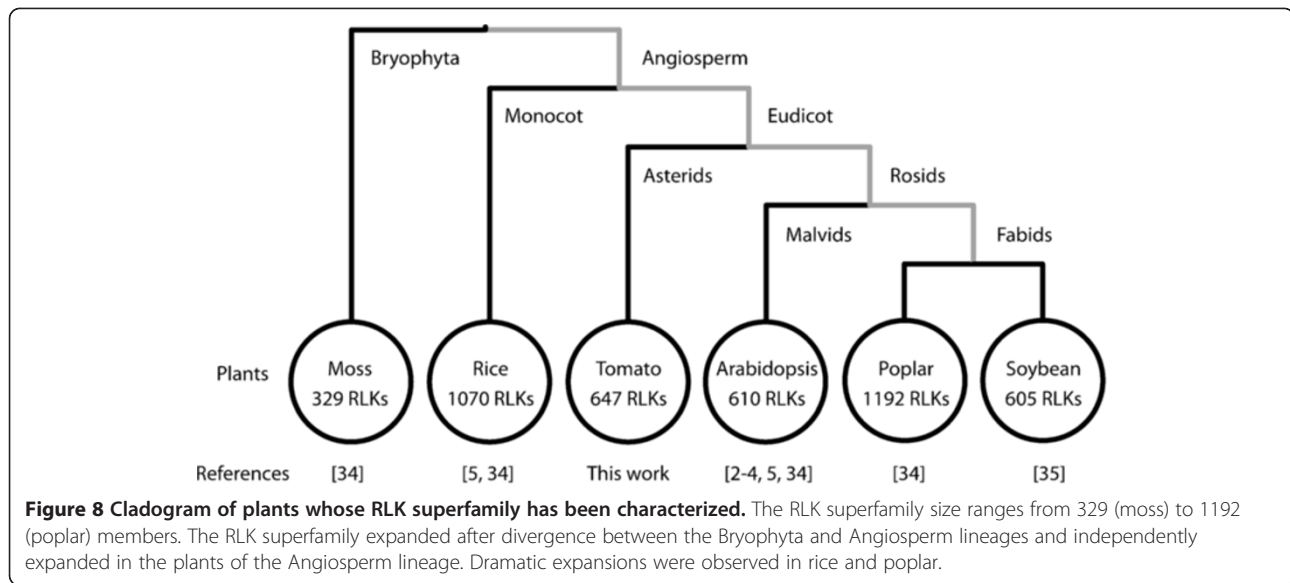 Bryophyta Angiosperm
Monocot Eudicot
Asterids Rosids
Malvids Fabids
Plants Moss Rice Tomato Arabidopsis Poplar Soybean
329 RLKs 1070 RLKs 647 RLKs 610 RLKs 1192 RLKs 605 RLKs
References [34] [5, 34] This work [2-4, 5, 34] [34] [35]
Figure 8 Cladogram of plants whose RLK superfamily has been characterized. The RLK superfamily size ranges from 329 (moss) to 1192
(poplar) members. The RLK superfamily expanded after divergence between the Bryophyta and Angiosperm lineages and independently
expanded in the plants of the Angiosperm lineage. Dramatic expansions were observed in rice and poplar.